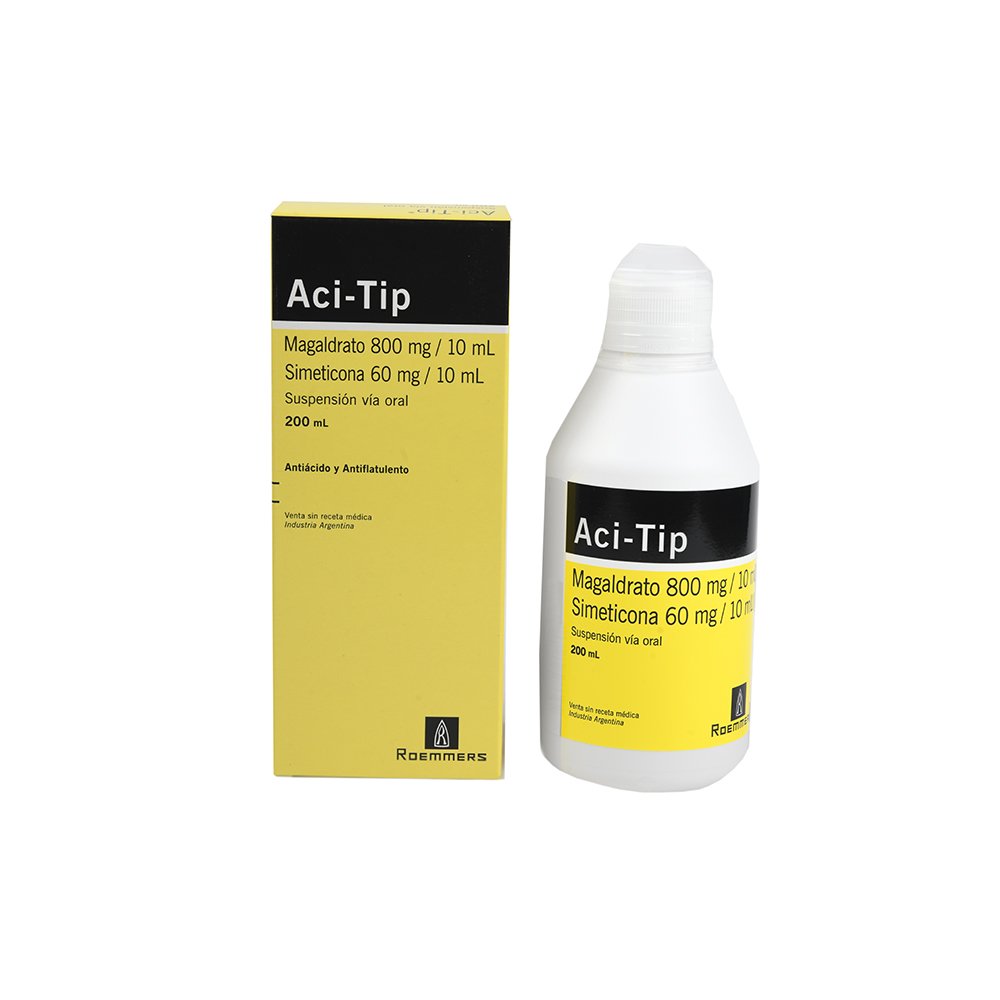 Aci-Tip
Aci-Tip
Magaldrato 800 mg / 10 mL
Simeticona 60 mg / 10 mL
Suspensión vía oral
200 mL
Antiácido y Antiflatulento
Venta sin receta médica
Industria Argentina
ROEMMERS
Aci-Tip
Magaldrato 800 mg / 10 m
Simeticona 60 mg / 10 mL
Suspensión vía oral
200 mL
Venta sin receta médica
Industria Argentina
ROEMMERS